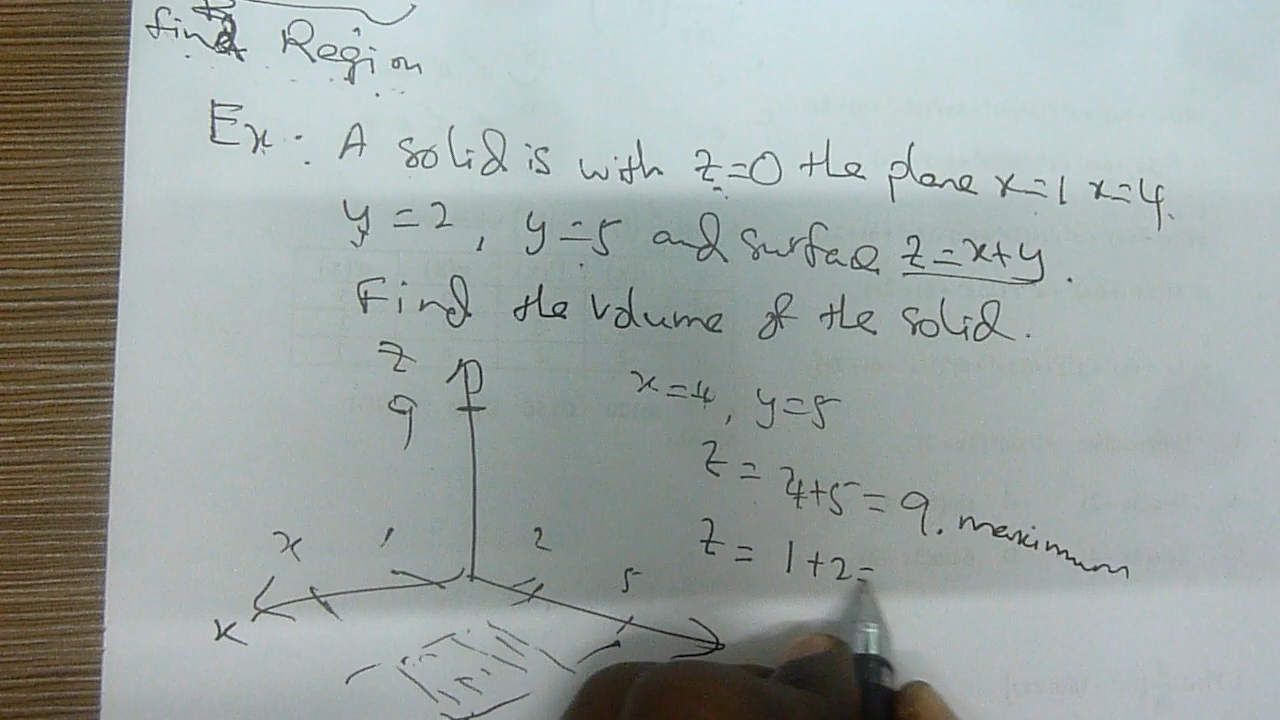 find Region
Ex: A solid is with z=0 the plane x=1 x=4.
y=2, y=5 and surface z=x+y.
Find the volume of the solid.
z
9
x=4, y=5
z = 4+5 = 9. maximum
z = 1+2=
x 1 2 5
x